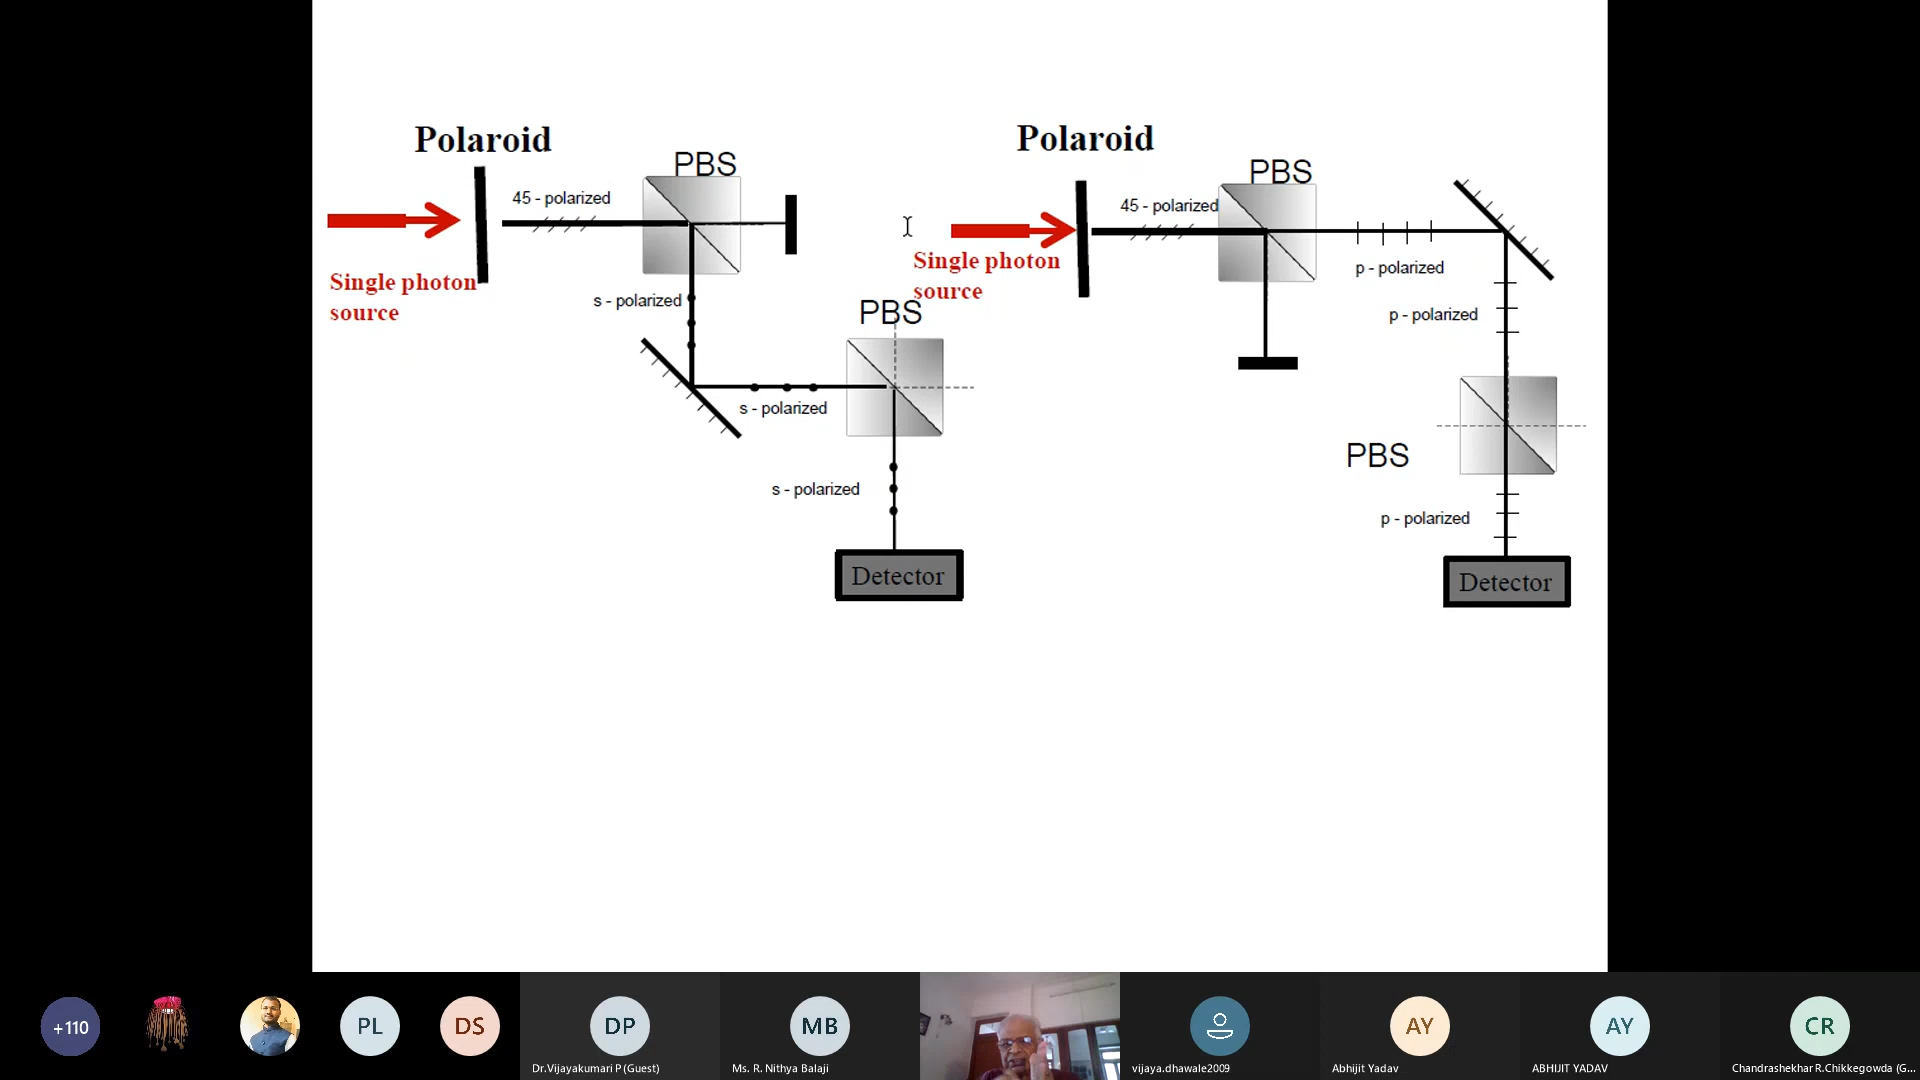 Polaroid
PBS
45 - polarized
Single photon
source
s - polarized
PBS
s - polarized
s - polarized
Detector
Polaroid
PBS
45 - polarized
Single photon
source
p - polarized
p - polarized
PBS
p - polarized
Detector
+110
PL
DS
DP
Dr.Vijayakumari P (Guest)
MB
Ms. R. Nithya Balaji
vijaya.dhawale2009
AY
Abhijit Yadav
AY
ABHIJIT YADAV
CR
Chandrashekhar R.Chikkegowda (G...